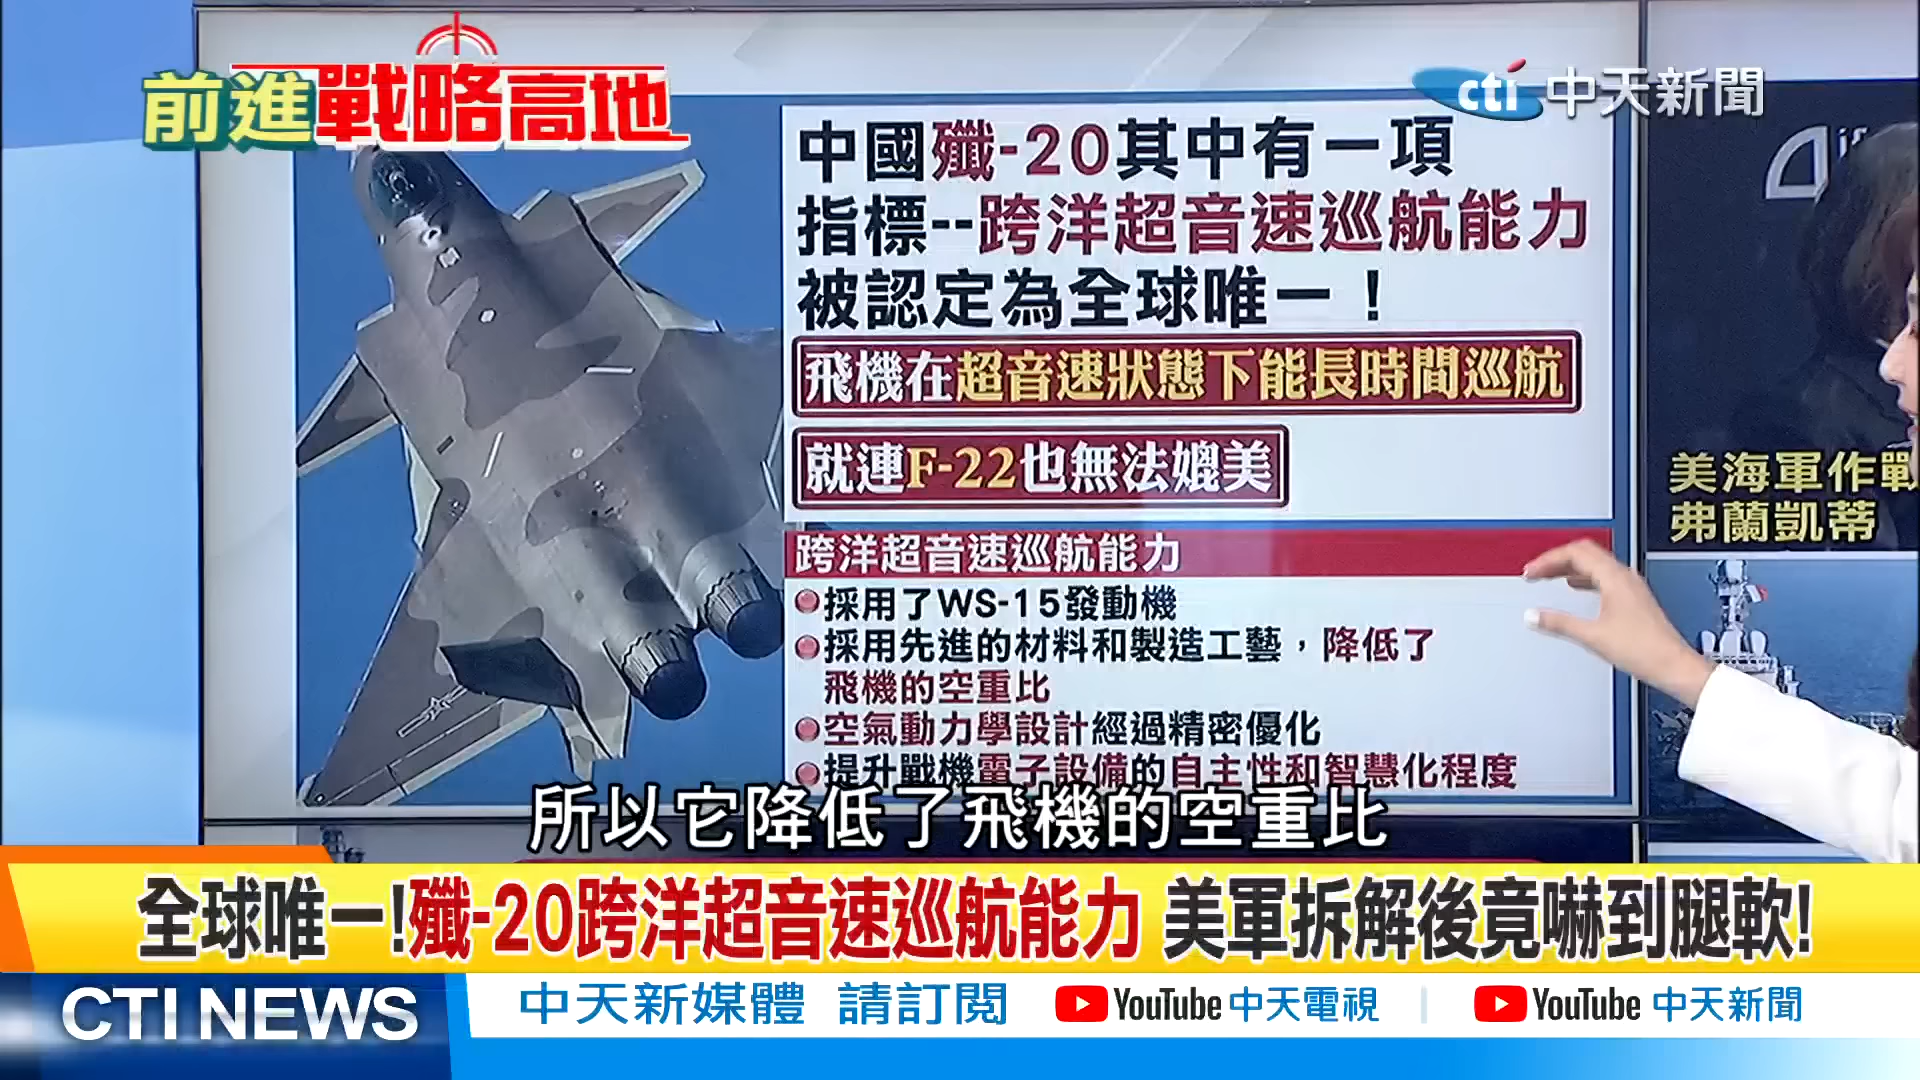 前進戰略高地
cti 中天新聞
中國殲-20其中有一項
指標--跨洋超音速巡航能力
被認定為全球唯一！
飛機在超音速狀態下能長時間巡航
就連F-22也無法媲美
跨洋超音速巡航能力
採用了WS-15發動機
採用先進的材料和製造工藝，降低了
飛機的空重比
空氣動力學設計經過精密優化
提升戰機電子設備的自主性和智慧化程度
美海軍作戰
弗蘭凱蒂
所以它降低了飛機的空重比
全球唯一!殲-20跨洋超音速巡航能力 美軍拆解後竟嚇到腿軟!
CTI NEWS
中天新媒體 請訂閱 YouTube 中天電視 | YouTube 中天新聞